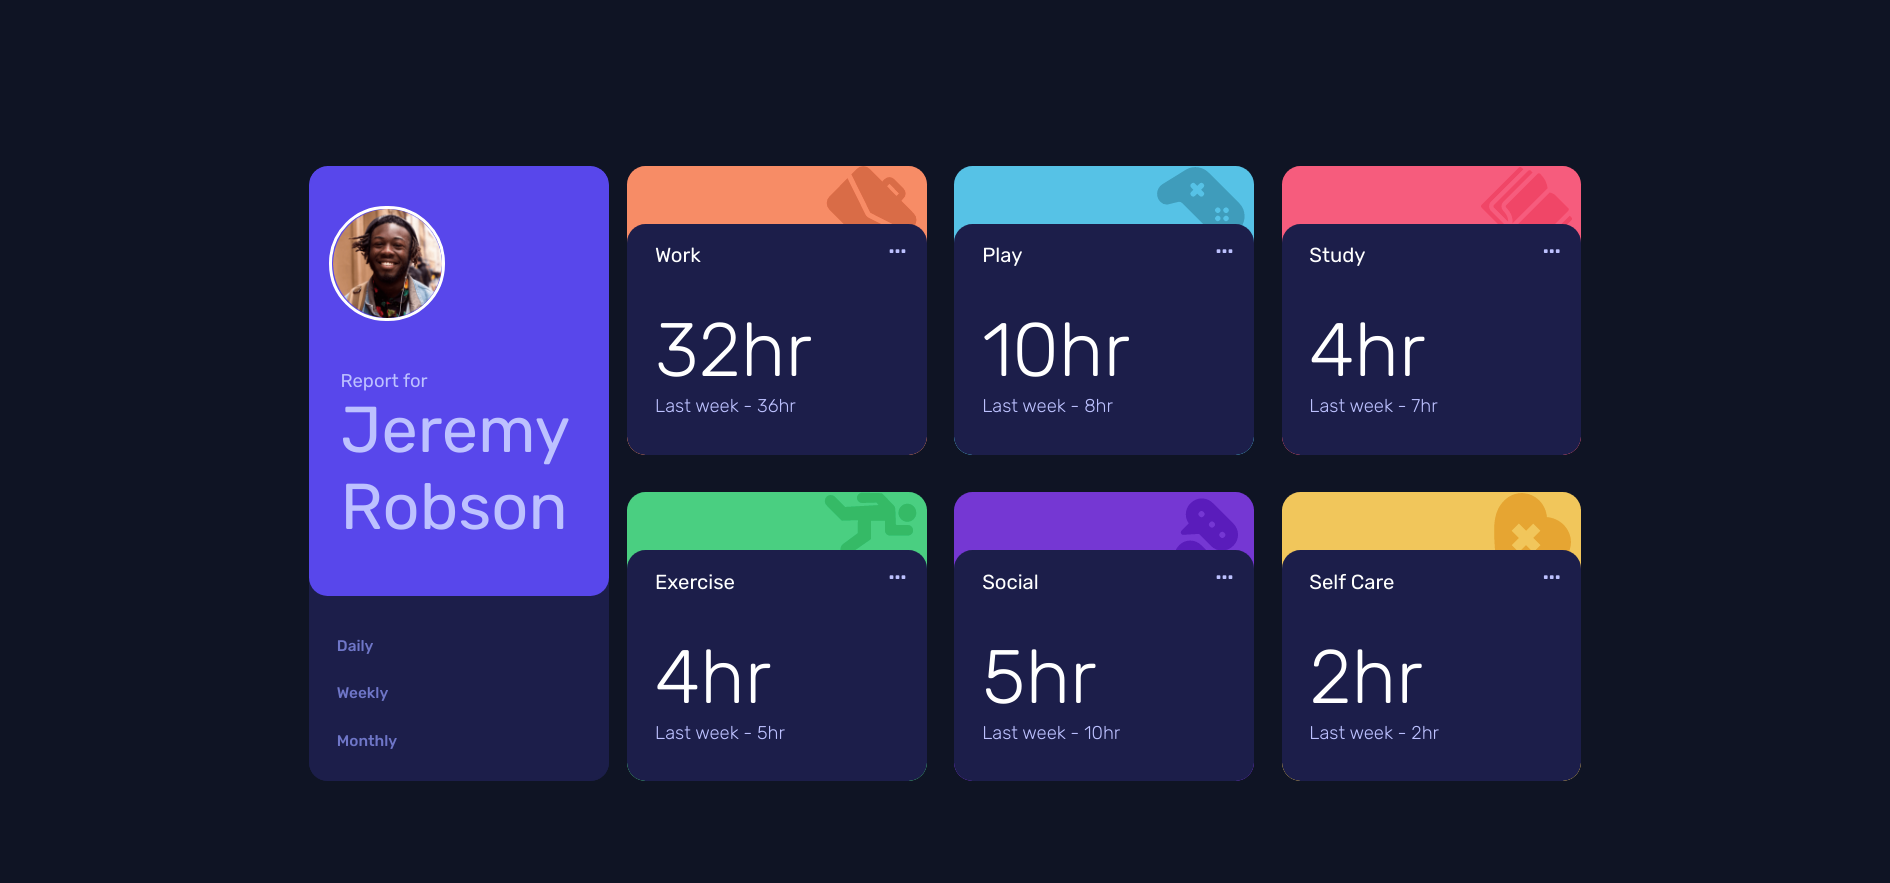 Report for
Jeremy
Robson
Daily
Weekly
Monthly
Work
32hr
Last week - 36hr
Play
10hr
Last week - 8hr
Study
4hr
Last week - 7hr
Exercise
4hr
Last week - 5hr
Social
5hr
Last week - 10hr
Self Care
2hr
Last week - 2hr